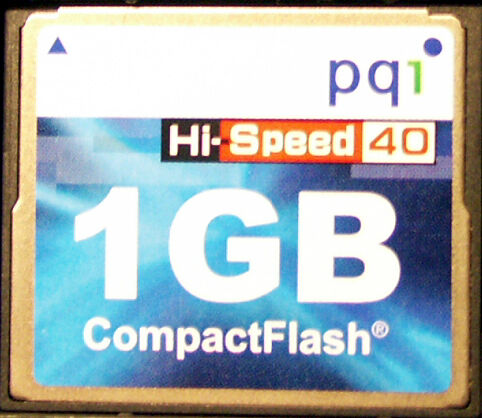 pqi
Hi-Speed 40
1GB
CompactFlash®